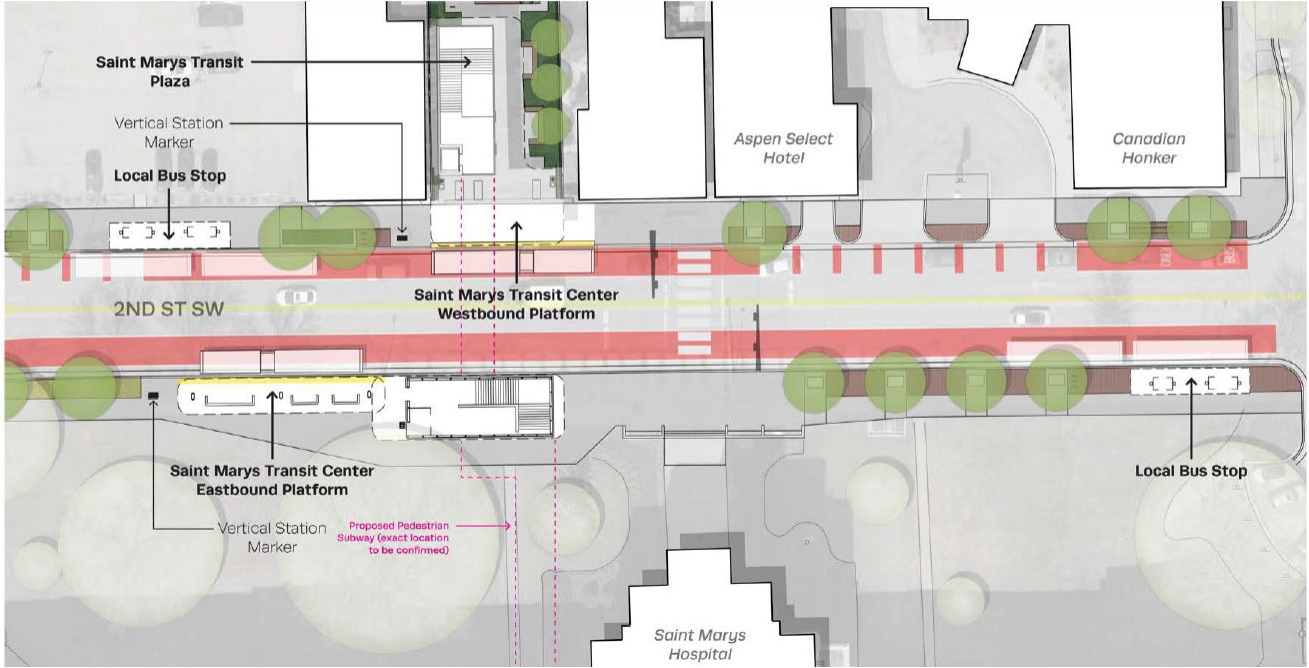 Saint Marys Transit
Plaza
Vertical Station
Marker
Local Bus Stop
Aspen Select
Hotel
Canadian
Honker
ONLY
BUS
Saint Marys Transit Center
Westbound Platform
2ND ST SW
Saint Marys Transit Center
Eastbound Platform
Local Bus Stop
Vertical Station
Marker
Proposed Pedestrian
Subway (exact location
to be confirmed)
Saint Marys
Hospital